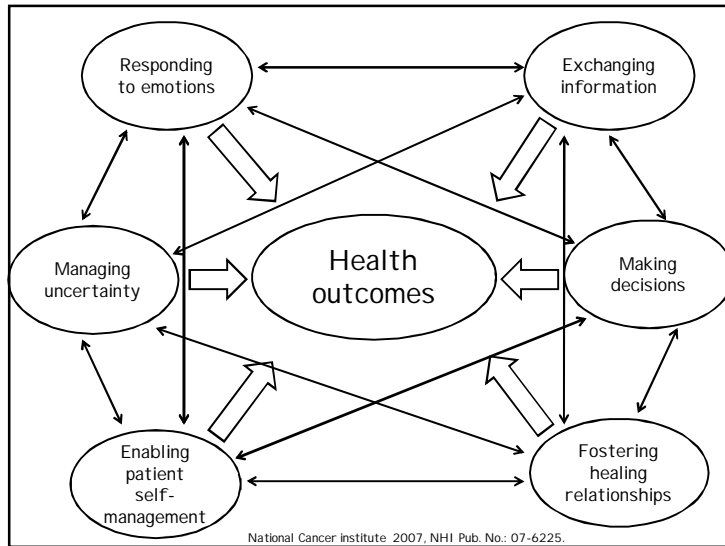 Responding
to emotions
Exchanging
information
Managing
uncertainty
Health
outcomes
Making
decisions
Enabling
patient
self-
management
Fostering
healing
relationships
National Cancer institute 2007, NHI Pub. No.: 07-6225.